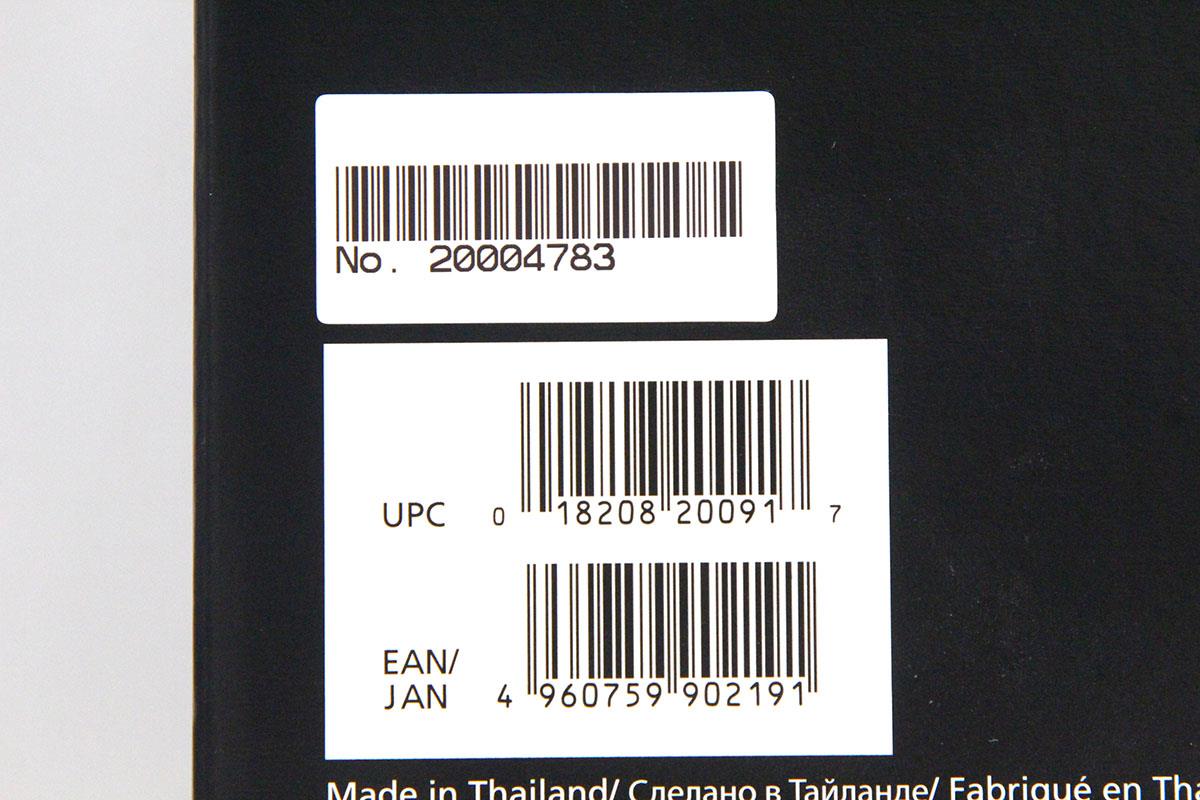 No. 20004783
UPC 0 18208 20091 7
EAN/
JAN 4 960759 902191
Made in Thailand/ Сделано в Тайланде/ Fabriqué en